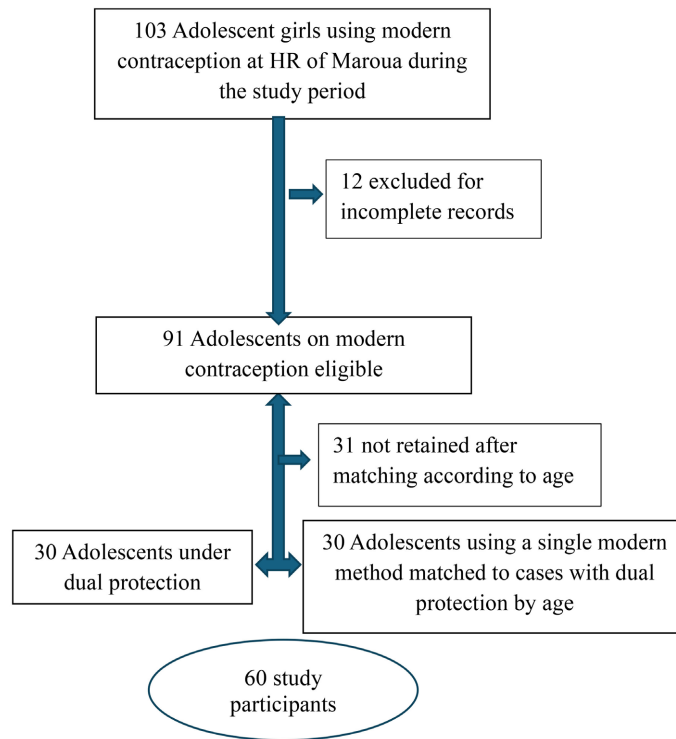 103 Adolescent girls using modern
contraception at HR of Maroua during
the study period
12 excluded for
incomplete records
91 Adolescents on modern
contraception eligible
31 not retained after
matching according to age
30 Adolescents under
dual protection
30 Adolescents using a single modern
method matched to cases with dual
protection by age
60 study
participants